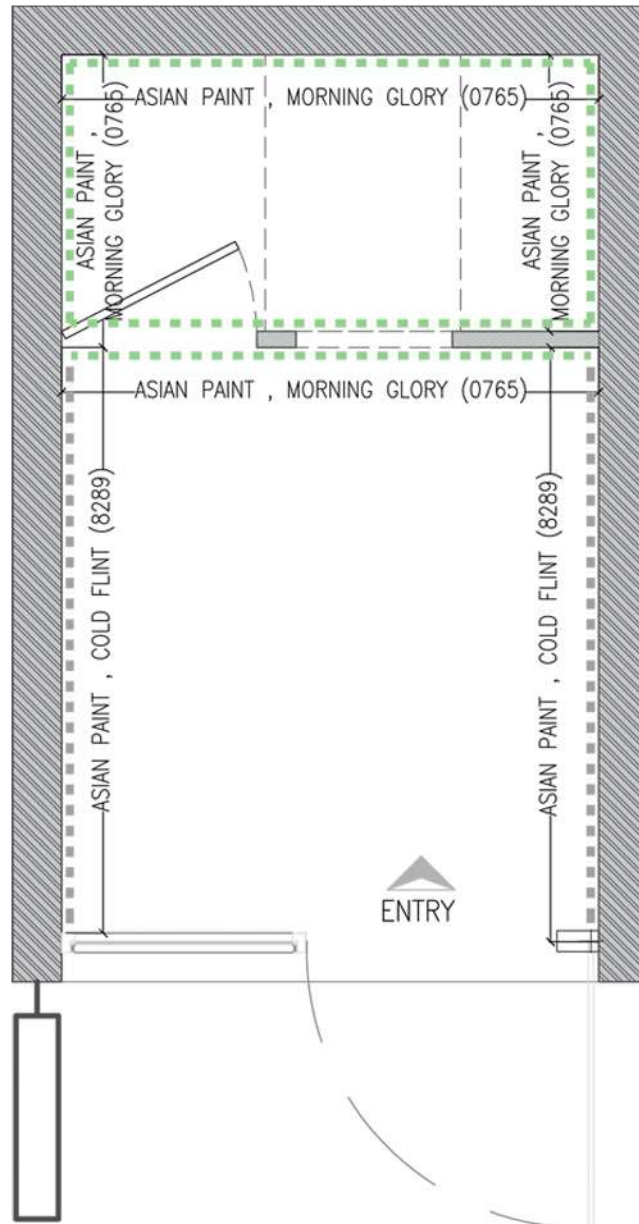 ASIAN PAINT , MORNING GLORY (0765)
ASIAN PAINT ,
MORNING GLORY (0765)
ASIAN PAINT ,
MORNING GLORY (0765)
ASIAN PAINT , MORNING GLORY (0765)
ASIAN PAINT , COLD FLINT (8289)
ASIAN PAINT , COLD FLINT (8289)
ENTRY